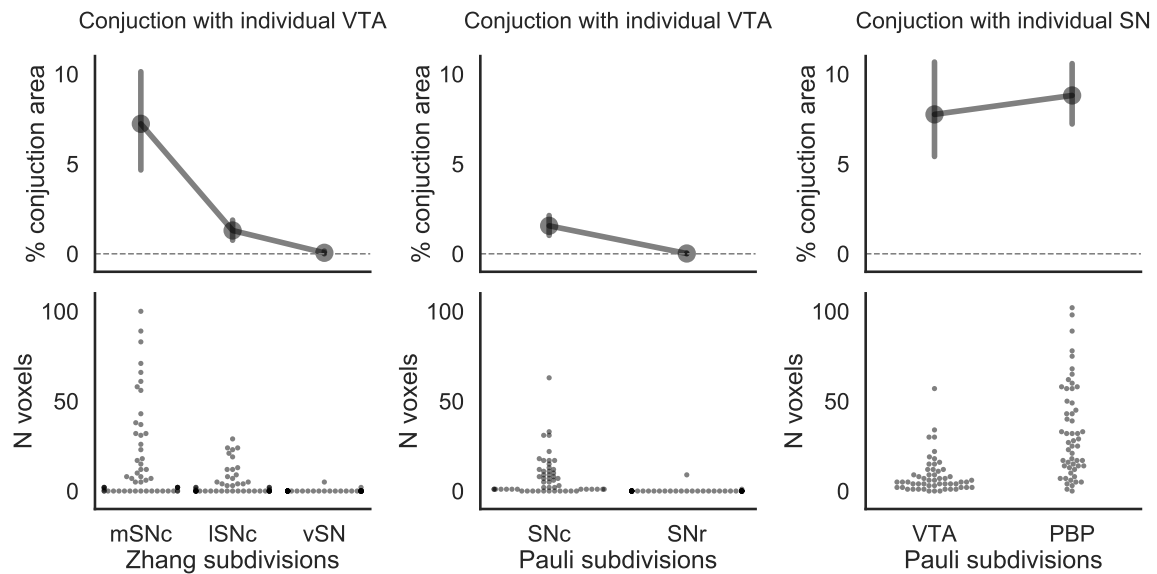 Conjuction with individual VTA
Conjuction with individual VTA
Conjuction with individual SN
% conjuction area
10
5
0
% conjuction area
10
5
0
% conjuction area
10
5
0
N voxels
100
50
0
mSNc lSNc vSN
Zhang subdivisions
N voxels
100
50
0
SNc SNr
Pauli subdivisions
N voxels
100
50
0
VTA PBP
Pauli subdivisions